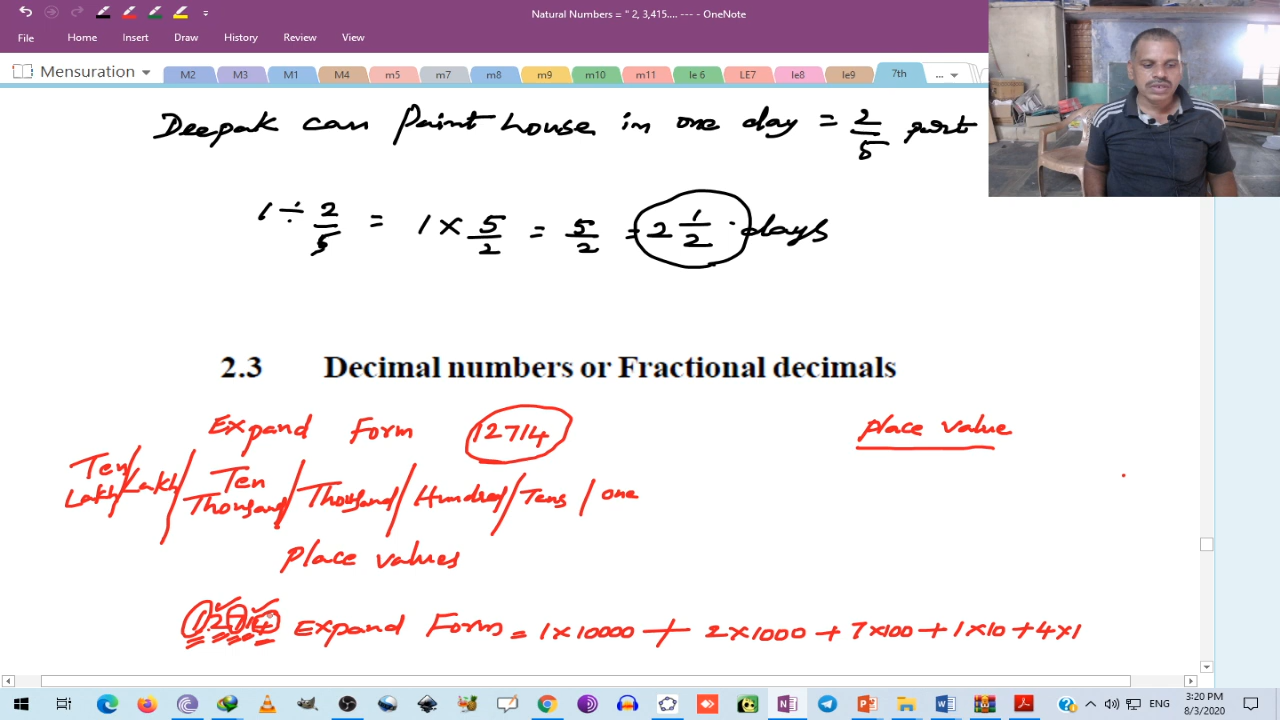 Natural Numbers = " 2, 3,415.... --- - OneNote
File Home Insert Draw History Review View
Mensuration M2 M3 M1 M4 m5 m7 m8 m9 m10 m11 le 6 LE7 le8 le9 7th ...
Deepak can Paint house in one day = 2/5 part
1 ÷ 2/5 = 1 × 5/2 = 5/2 = 2 1/2 . days
2.3 Decimal numbers or Fractional decimals
Expand Form 12714 place value
Ten Lakh / Lakh / Ten Thousand / Thousand / Hundred / Tens / one
place values
12714 Expand Form = 1 × 10000 + 2 × 1000 + 7 × 100 + 1 × 10 + 4 × 1
ENG 3:20 PM
8/3/2020